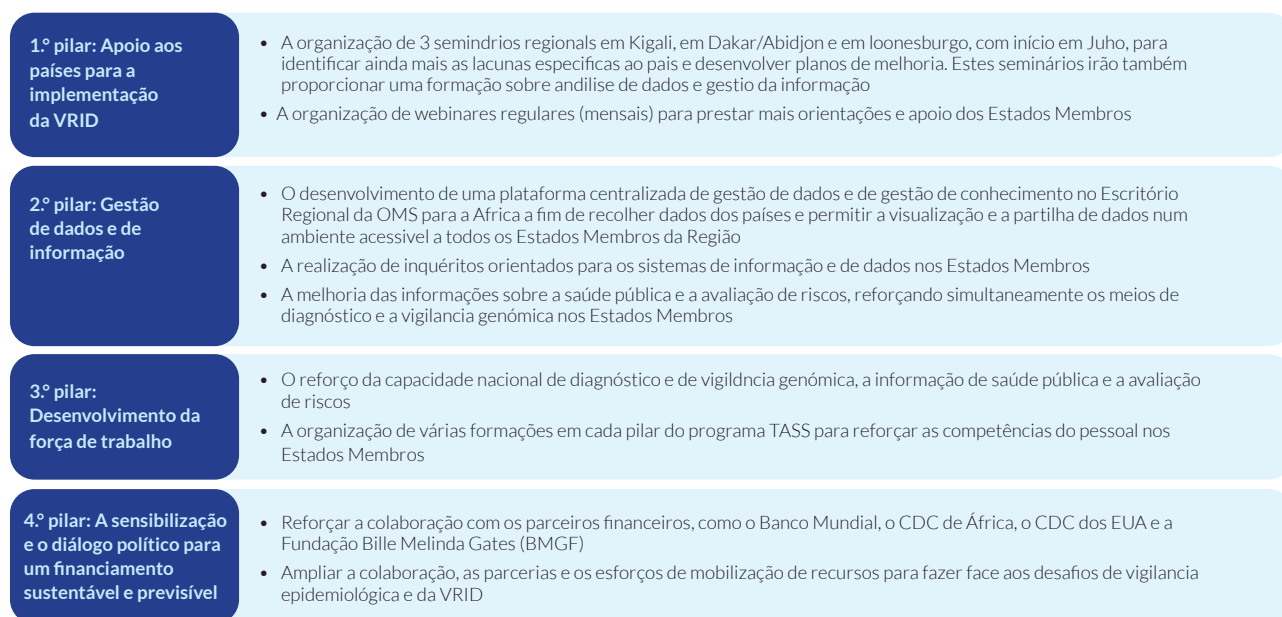 1.º pilar: Apoio aos
países para a
implementação
da VRID
• A organização de 3 semindrios regionals em Kigali, em Dakar/Abidjon e em loonesburgo, com início em Juho, para
identificar ainda mais as lacunas especificas ao pais e desenvolver planos de melhoria. Estes seminários irão também
proporcionar uma formação sobre andilise de dados e gestio da informação
• A organização de webinares regulares (mensais) para prestar mais orientações e apoio dos Estados Membros
2.º pilar: Gestão
de dados e de
informação
• O desenvolvimento de uma plataforma centralizada de gestão de dados e de gestão de conhecimento no Escritório
Regional da OMS para a Africa a fim de recolher dados dos países e permitir a visualização e a partilha de dados num
ambiente acessivel a todos os Estados Membros da Região
• A realização de inquéritos orientados para os sistemas de informação e de dados nos Estados Membros
• A melhoria das informações sobre a saúde pública e a avaliação de riscos, reforçando simultaneamente os meios de
diagnóstico e a vigilancia genómica nos Estados Membros
3.º pilar:
Desenvolvimento da
força de trabalho
• O reforço da capacidade nacional de diagnóstico e de vigildncia genómica, a informação de saúde pública e a avaliação
de riscos
• A organização de várias formações em cada pilar do programa TASS para reforçar as competências do pessoal nos
Estados Membros
4.º pilar: A sensibilização
e o diálogo político para
um financiamento
sustentável e previsível
• Reforçar a colaboração com os parceiros financeiros, como o Banco Mundial, o CDC de África, o CDC dos EUA e a
Fundação Bille Melinda Gates (BMGF)
• Ampliar a colaboração, as parcerias e os esforços de mobilização de recursos para fazer face aos desafios de vigilancia
epidemiológica e da VRID